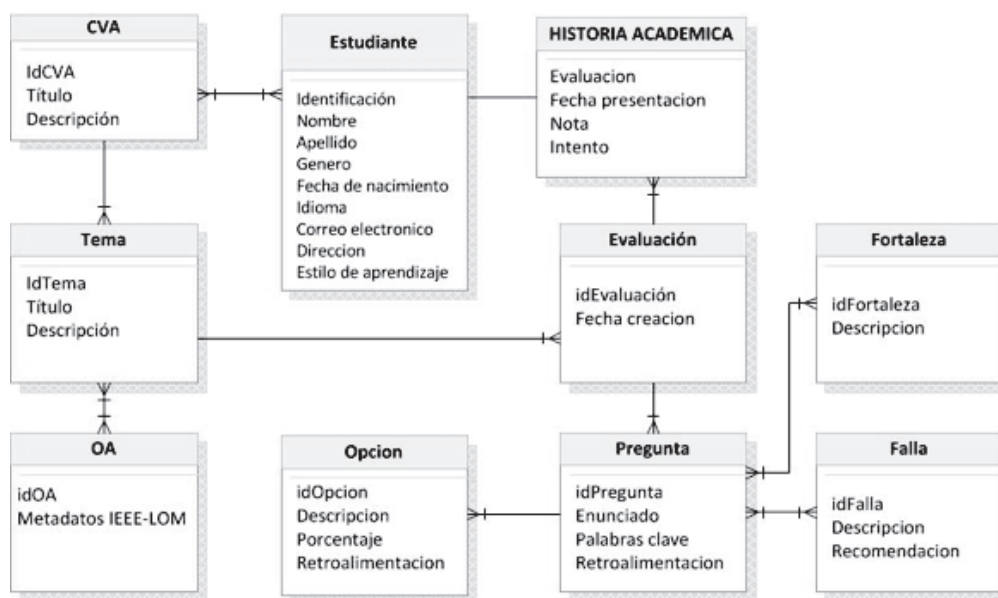 CVA
IdCVA
Título
Descripción
Estudiante
Identificación
Nombre
Apellido
Genero
Fecha de nacimiento
Idioma
Correo electronico
Direccion
Estilo de aprendizaje
HISTORIA ACADEMICA
Evaluacion
Fecha presentacion
Nota
Intento
Tema
IdTema
Título
Descripción
Evaluación
idEvaluación
Fecha creacion
Fortaleza
idFortaleza
Descripcion
OA
idOA
Metadatos IEEE-LOM
Opcion
idOpcion
Descripcion
Porcentaje
Retroalimentacion
Pregunta
idPregunta
Enunciado
Palabras clave
Retroalimentacion
Falla
idFalla
Descripcion
Recomendacion